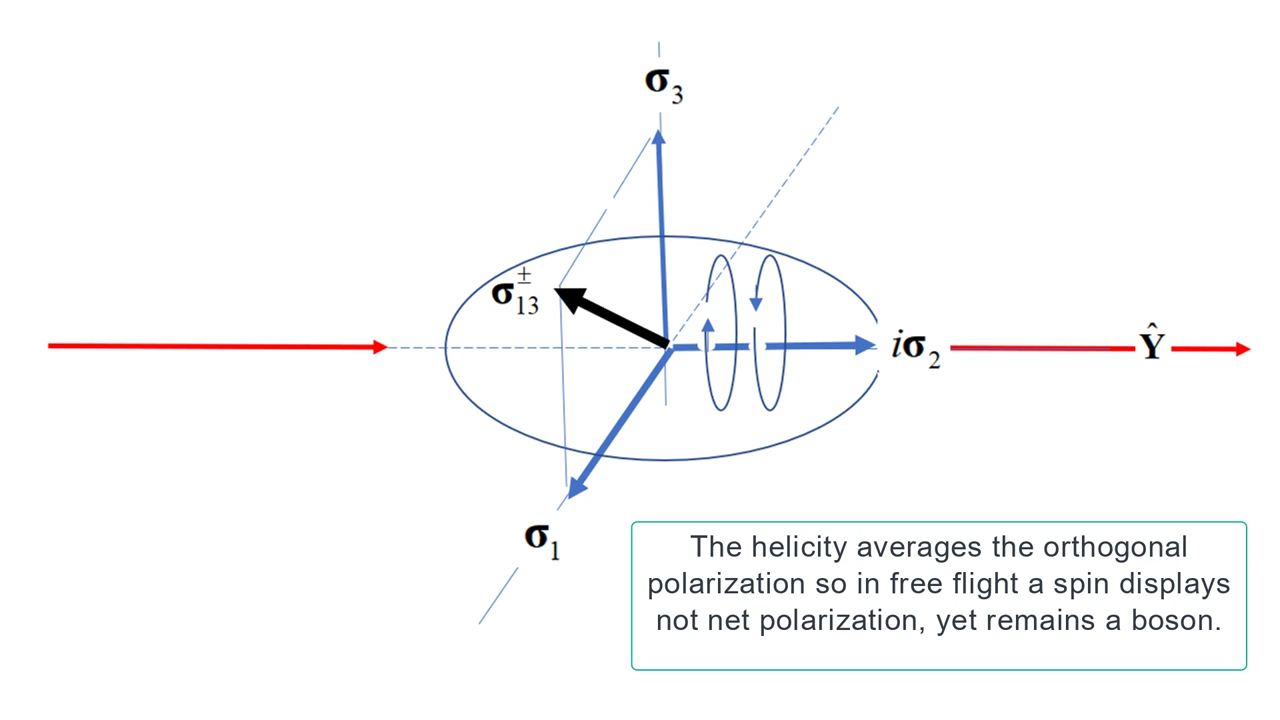 σ₃
σ₁₃±
iσ₂
Ŷ
σ₁
The helicity averages the orthogonal
polarization so in free flight a spin displays
not net polarization, yet remains a boson.